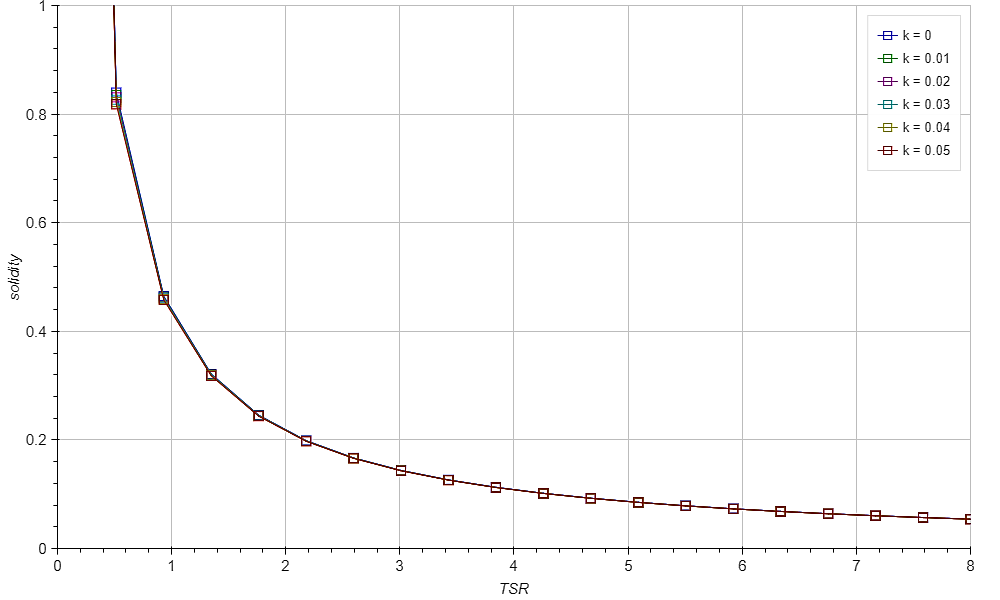 1
0.8
0.6
0.4
0.2
0
solidity
0 1 2 3 4 5 6 7 8
TSR
k = 0
k = 0.01
k = 0.02
k = 0.03
k = 0.04
k = 0.05